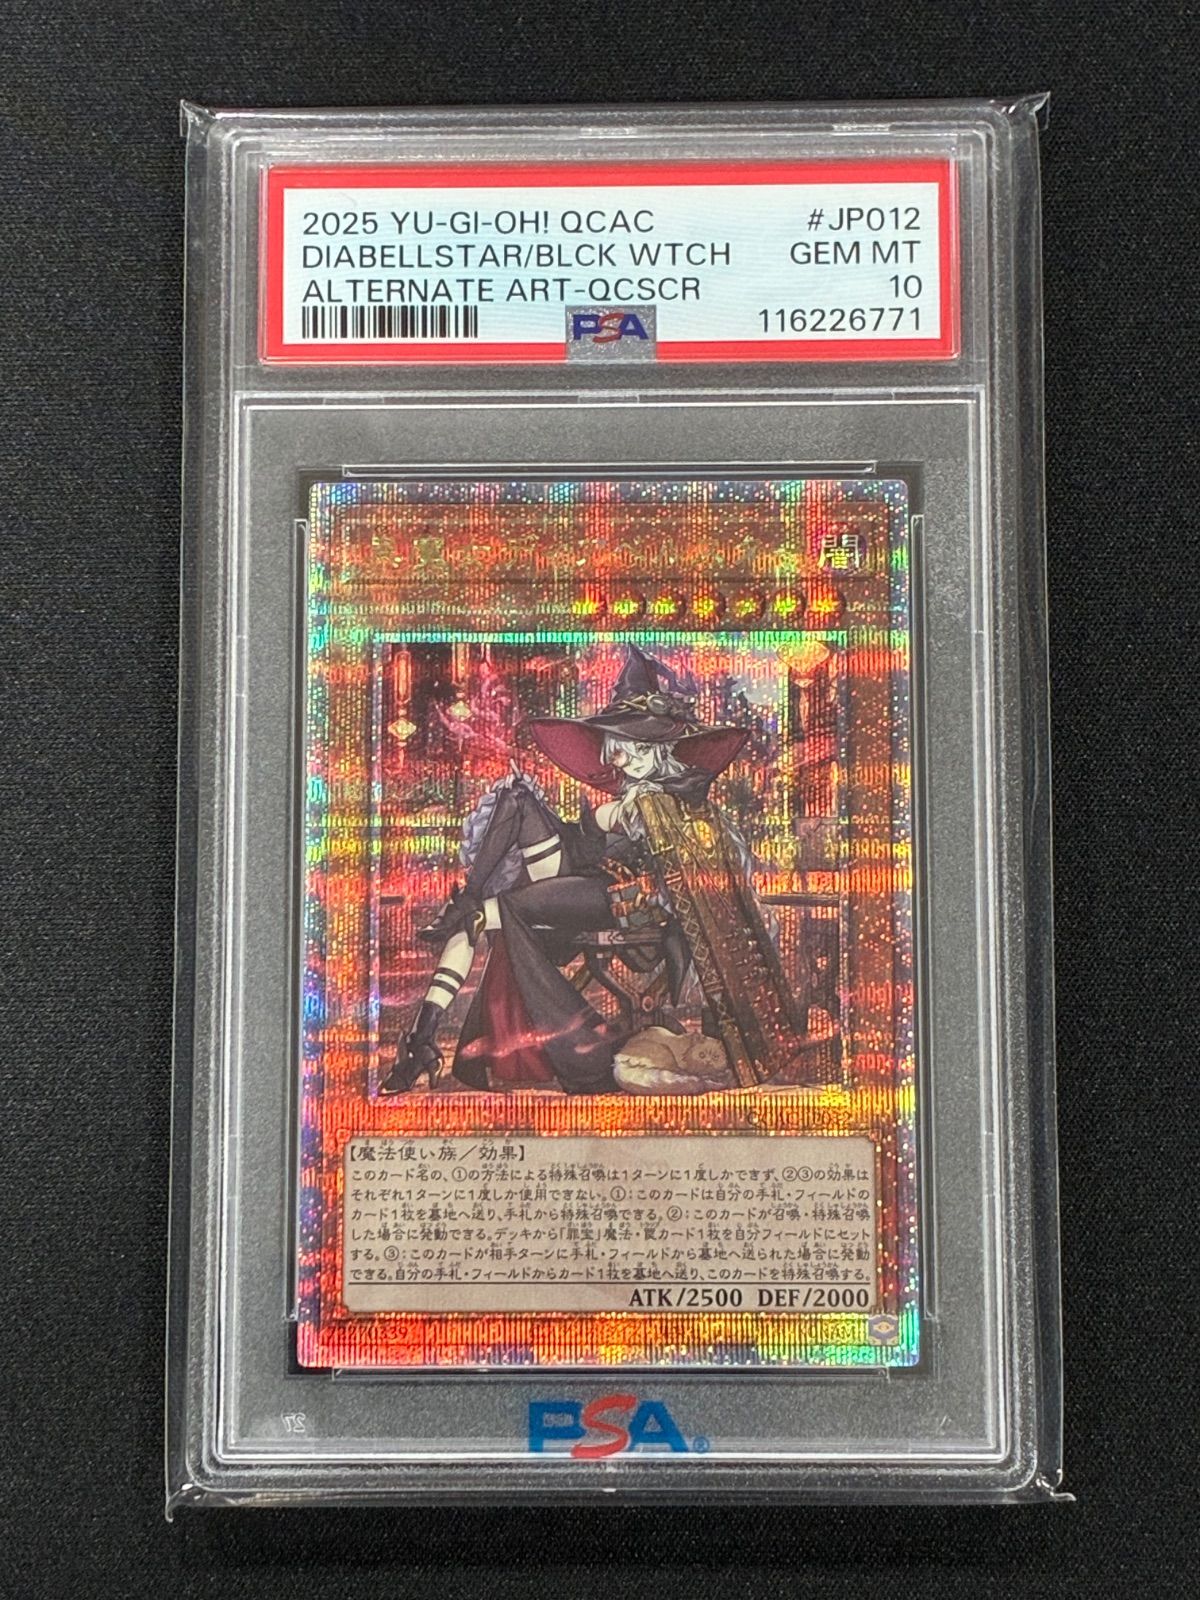 2025 YU-GI-OH! QCAC #JP012
DIABELLSTAR/BLCK WTCH GEM MT
ALTERNATE ART-QCSCR 10
PSA 116226771
闇
【魔法使い族／効果】
このカード名の、①の方法による特殊召喚は1ターンに1度しかできず、②③の効果は
それぞれ1ターンに1度しか使用できない。①：このカードは自分の手札・フィールドの
カード1枚を墓地へ送り、手札から特殊召喚できる。②：このカードが召喚・特殊召喚
した場合に発動できる。デッキから「罪宝」魔法・罠カード1枚を自分フィールドにセット
する。③：このカードが相手ターンに手札・フィールドから墓地へ送られた場合に発動
できる。自分の手札・フィールドからカード1枚を墓地へ送り、このカードを特殊召喚する。
ATK/2500 DEF/2000
72270339
PSA®